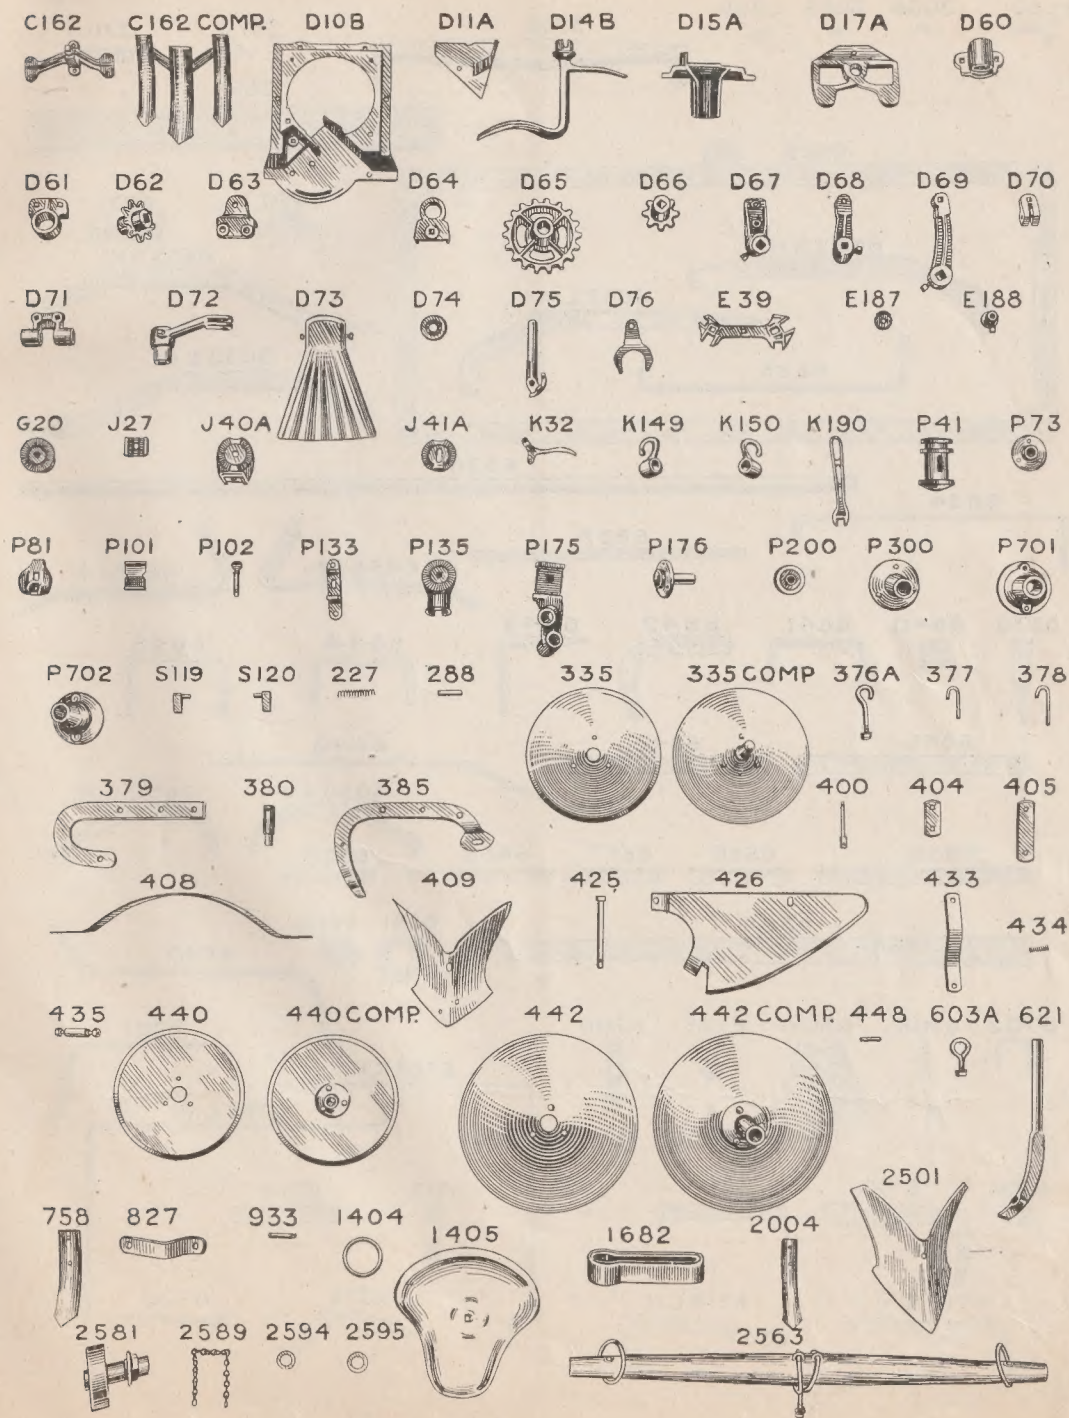 C162 C162 COMP. D10B D11A D14B D15A D17A D60
D61 D62 D63 D64 D65 D66 D67 D68 D69 D70
D71 D72 D73 D74 D75 D76 E39 E187 E188
G20 J27 J40A J41A K32 K149 K150 K190 P41 P73
P81 P101 P102 P133 P135 P175 P176 P200 P300 P701
P702 S119 S120 227 288 335 335 COMP 376A 377 378
379 380 385 400 404 405
408 409 425 426 433
434
435 440 440 COMP. 442 442 COMP. 448 603A 621
2501
758 827 933 1404 1405 1682 2004
2581 2589 2594 2595 2563